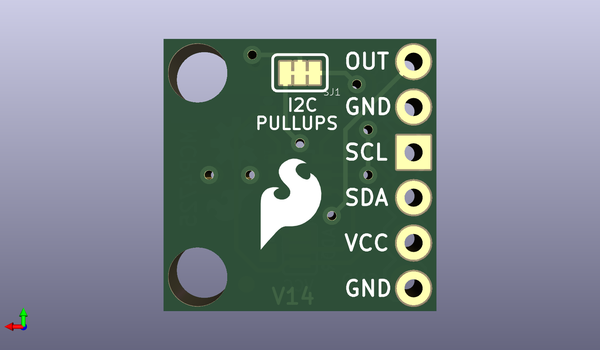 OUT
SJ1
I2C
PULLUPS
GND
SCL
SDA
VCC
GND
V14